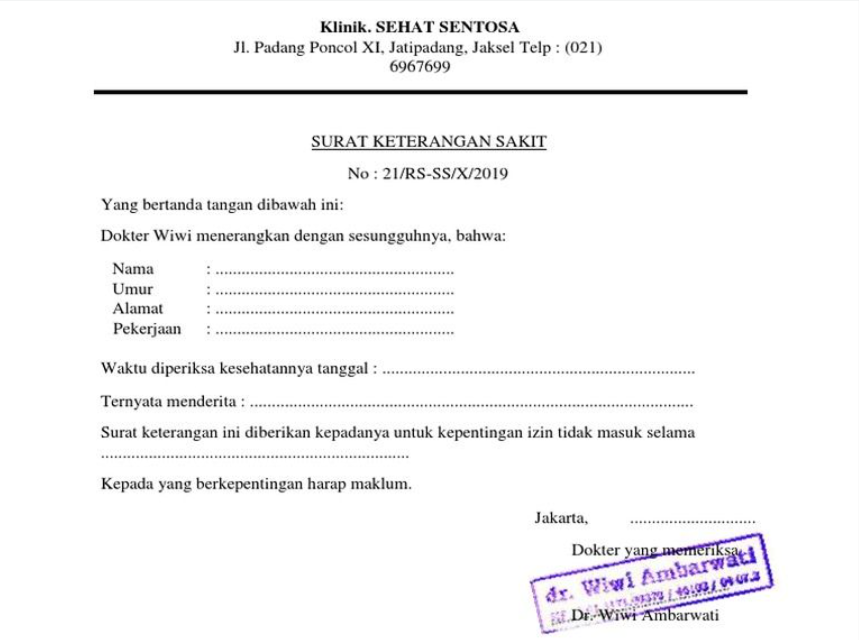 Klinik. SEHAT SENTOSA
Jl. Padang Poncol XI, Jatipadang, Jaksel Telp : (021)
6967699
SURAT KETERANGAN SAKIT
No : 21/RS-SS/X/2019
Yang bertanda tangan dibawah ini:
Dokter Wiwi menerangkan dengan sesungguhnya, bahwa:
Nama : .......................................................
Umur : .......................................................
Alamat : .......................................................
Pekerjaan : .......................................................
Waktu diperiksa kesehatannya tanggal : ........................................................................
Ternyata menderita : ......................................................................................................
Surat keterangan ini diberikan kepadanya untuk kepentingan izin tidak masuk selama
.......................................................................
Kepada yang berkepentingan harap maklum.
Jakarta, .............................
Dokter yang memeriksa
dr. Wiwi Ambarwati
Dr. Wiwi Ambarwati